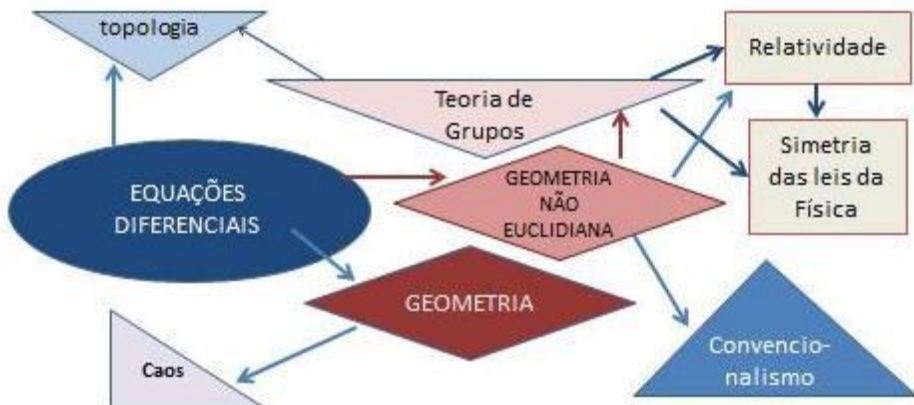 topologia
Relatividade
Teoria de
Grupos
Simetria
das leis da
Física
EQUAÇÕES
DIFERENCIAIS
GEOMETRIA
NÃO
EUCLIDIANA
GEOMETRIA
Convencio-
nalismo
Caos